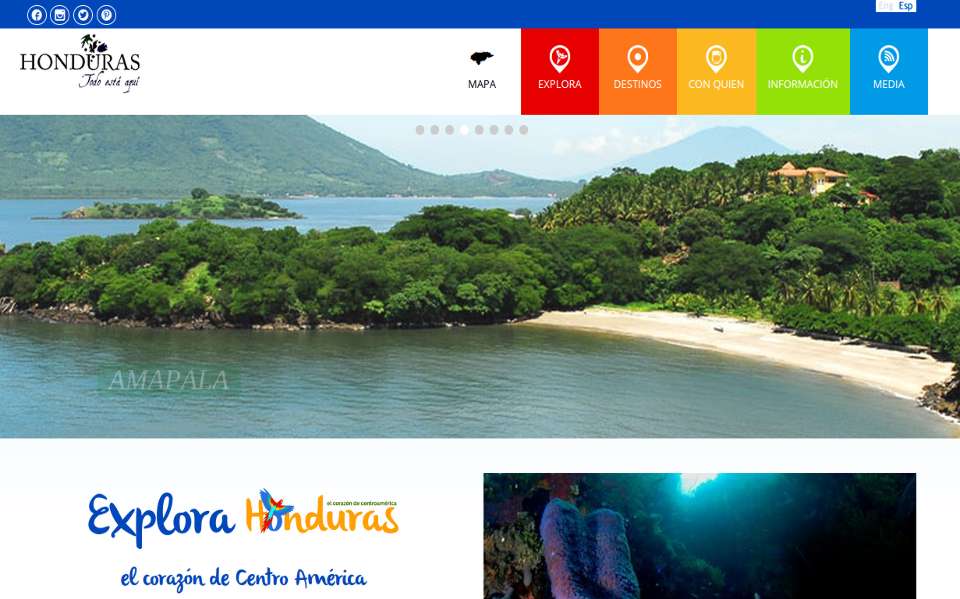 Eng Esp
HONDURAS
Todo está aquí
MAPA
EXPLORA
DESTINOS
CON QUIEN
INFORMACIÓN
MEDIA
AMAPALA
Explora Honduras
el corazón de centroamérica
el corazón de Centro América